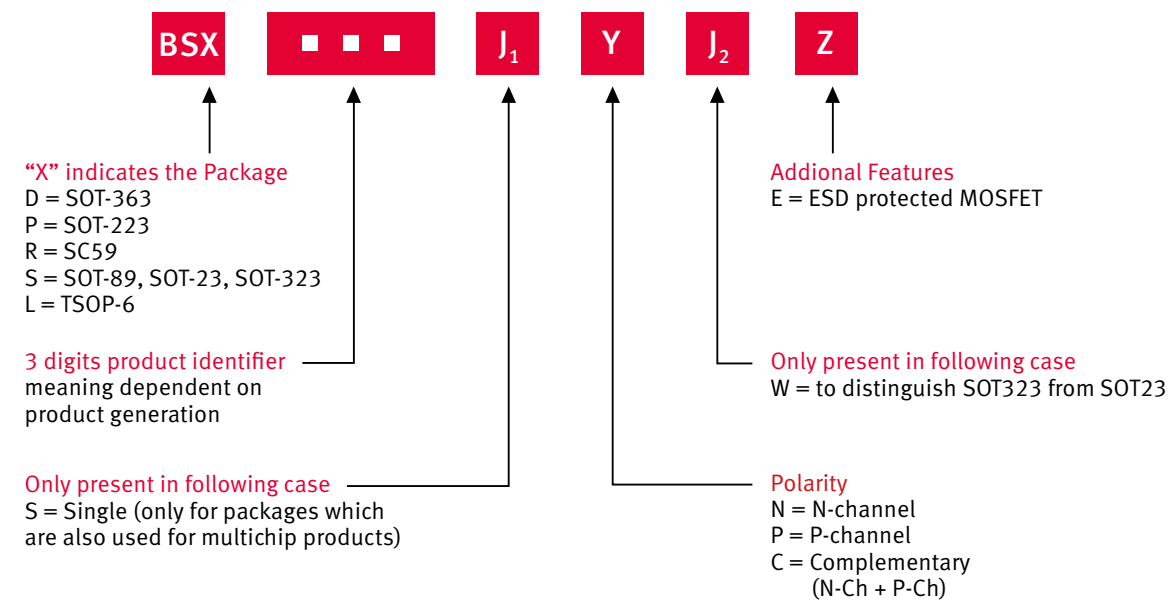 BSX J₁ Y J₂ Z
“X” indicates the Package
D = SOT-363
P = SOT-223
R = SC59
S = SOT-89, SOT-23, SOT-323
L = TSOP-6
Addional Features
E = ESD protected MOSFET
3 digits product identifier
meaning dependent on
product generation
Only present in following case
W = to distinguish SOT323 from SOT23
Only present in following case
S = Single (only for packages which
are also used for multichip products)
Polarity
N = N-channel
P = P-channel
C = Complementary
(N-Ch + P-Ch)